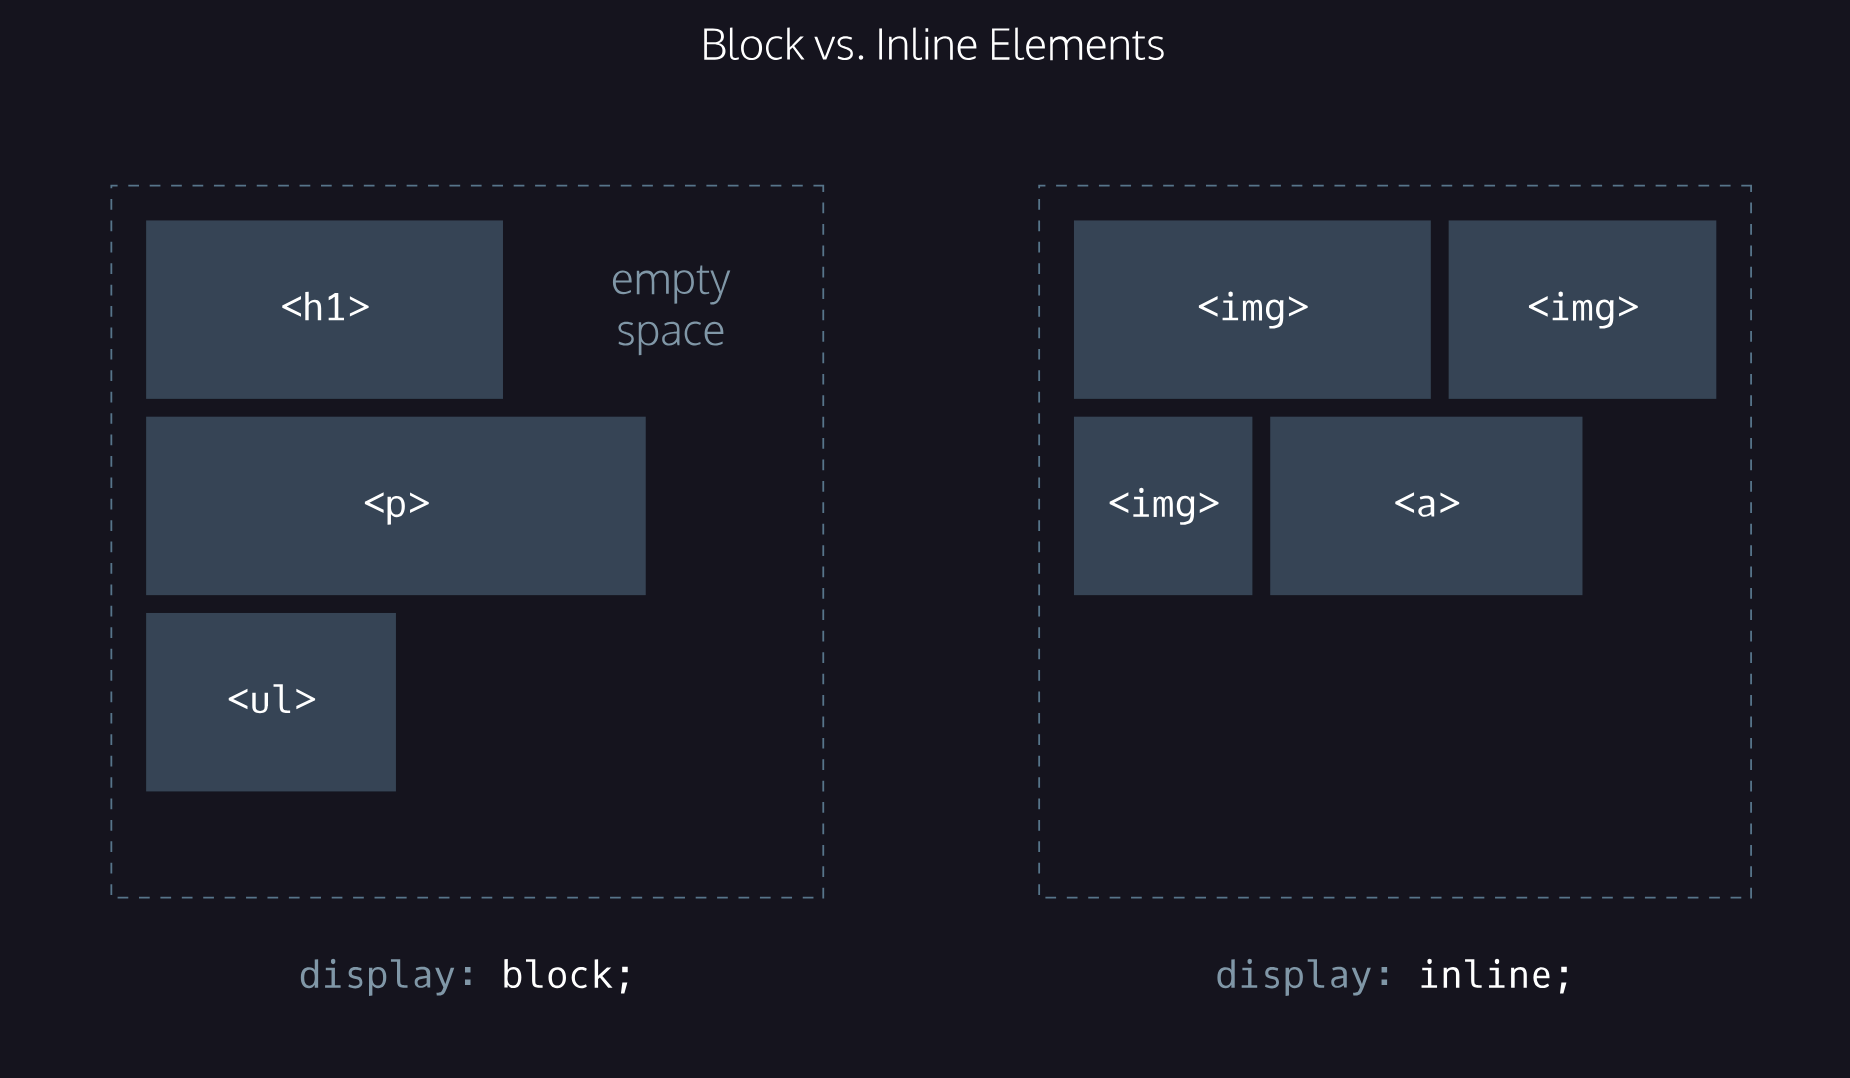 Block vs. Inline Elements
<h1>
empty
space
<p>
<ul>
display: block;
<img> <img>
<img> <a>
display: inline;